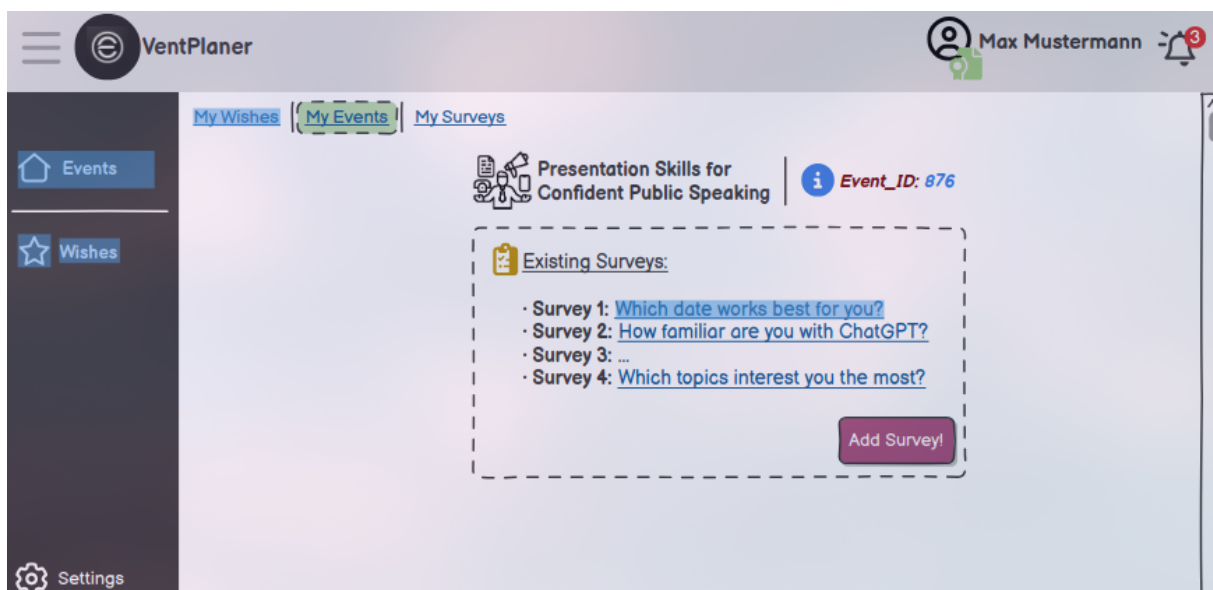 VentPlaner
Max Mustermann
3
My Wishes | My Events | My Surveys
Events
Wishes
Presentation Skills for
Confident Public Speaking
Event_ID: 876
Existing Surveys:
· Survey 1: Which date works best for you?
· Survey 2: How familiar are you with ChatGPT?
· Survey 3: ...
· Survey 4: Which topics interest you the most?
Add Survey!
Settings